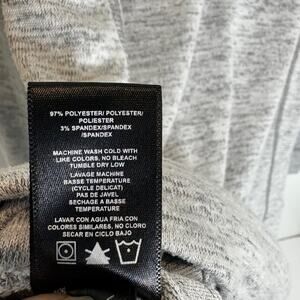 97% POLYESTER/ POLYESTER/
POLIESTER
3% SPANDEX/SPANDEX
/SPANDEX
MACHINE WASH COLD WITH
LIKE COLORS, NO BLEACH
TUMBLE DRY LOW
LAVAGE MACHINE
BASSE TEMPERATURE
(CYCLE DELICAT)
PAS DE JAVEL
SECHAGE A BASSE
TEMPERATURE
LAVAR CON AGUA FRIA CON
COLORES SIMILARES, NO CLORO
SECAR EN CICLO BAJO